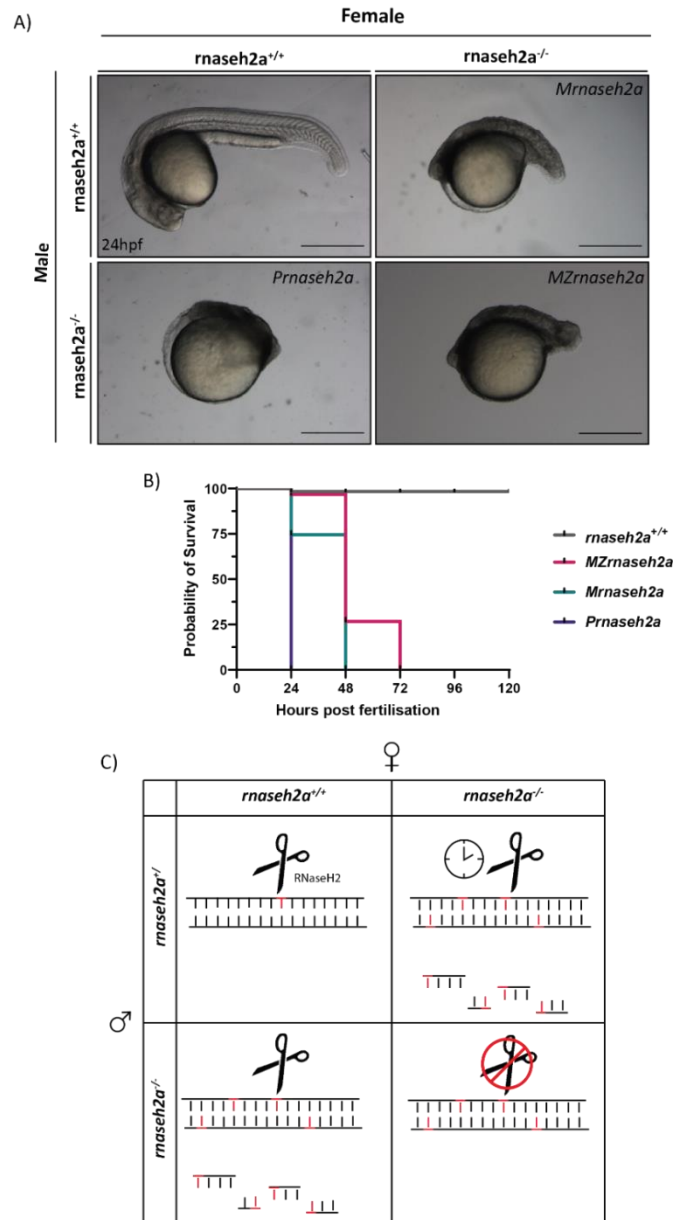 A)
Female
rnaseh2a+/+
rnaseh2a-/-
Male
rnaseh2a+/+
24hpf
Mrnaseh2a
rnaseh2a-/-
Prnaseh2a
MZrnaseh2a
B)
Probability of Survival
100
75
50
25
0
0 24 48 72 96 120
Hours post fertilisation
rnaseh2a+/+
MZrnaseh2a
Mrnaseh2a
Prnaseh2a
C)
♀
rnaseh2a+/+
rnaseh2a-/-
♂
rnaseh2a+/
RNaseH2
rnaseh2a-/-